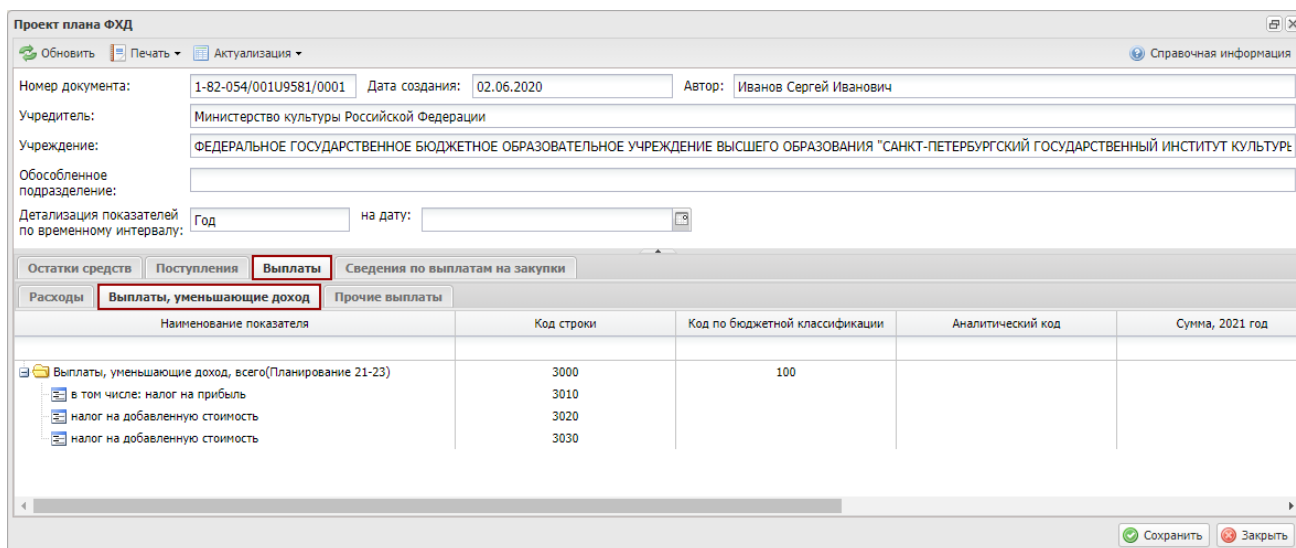 Проект плана ФХД
Обновить Печать Актуализация Справочная информация
Номер документа: 1-82-054/001U9581/0001 Дата создания: 02.06.2020 Автор: Иванов Сергей Иванович
Учредитель: Министерство культуры Российской Федерации
Учреждение: ФЕДЕРАЛЬНОЕ ГОСУДАРСТВЕННОЕ БЮДЖЕТНОЕ ОБРАЗОВАТЕЛЬНОЕ УЧРЕЖДЕНИЕ ВЫСШЕГО ОБРАЗОВАНИЯ "САНКТ-ПЕТЕРБУРГСКИЙ ГОСУДАРСТВЕННЫЙ ИНСТИТУТ КУЛЬТУРЬ
Обособленное
подразделение:
Детализация показателей
по временному интервалу: Год на дату:
Остатки средств Поступления Выплаты Сведения по выплатам на закупки
Расходы Выплаты, уменьшающие доход Прочие выплаты
Наименование показателя Код строки Код по бюджетной классификации Аналитический код Сумма, 2021 год
Выплаты, уменьшающие доход, всего(Планирование 21-23) 3000 100
в том числе: налог на прибыль 3010
налог на добавленную стоимость 3020
налог на добавленную стоимость 3030
Сохранить Закрыть